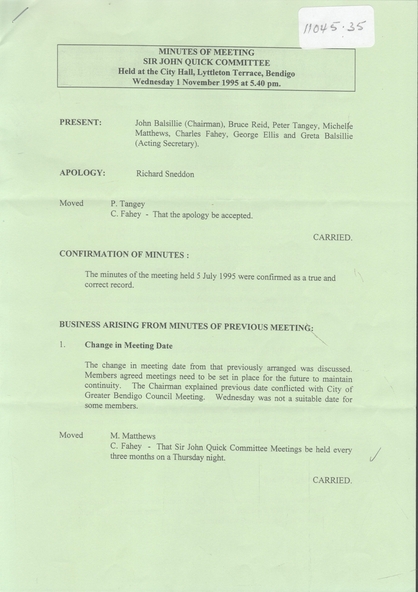 11045.35
MINUTES OF MEETING
SIR JOHN QUICK COMMITTEE
Held at the City Hall, Lyttleton Terrace, Bendigo
Wednesday 1 November 1995 at 5.40 pm.
PRESENT: John Balsillie (Chairman), Bruce Reid, Peter Tangey, Michelle
Matthews, Charles Fahey, George Ellis and Greta Balsillie
(Acting Secretary).
APOLOGY: Richard Sneddon
Moved P. Tangey
C. Fahey - That the apology be accepted.
CARRIED.
CONFIRMATION OF MINUTES :
The minutes of the meeting held 5 July 1995 were confirmed as a true and
correct record.
BUSINESS ARISING FROM MINUTES OF PREVIOUS MEETING:
1. Change in Meeting Date
The change in meeting date from that previously arranged was discussed.
Members agreed meetings need to be set in place for the future to maintain
continuity. The Chairman explained previous date conflicted with City of
Greater Bendigo Council Meeting. Wednesday was not a suitable date for
some members.
Moved M. Matthews
C. Fahey - That Sir John Quick Committee Meetings be held every
three months on a Thursday night.
CARRIED.